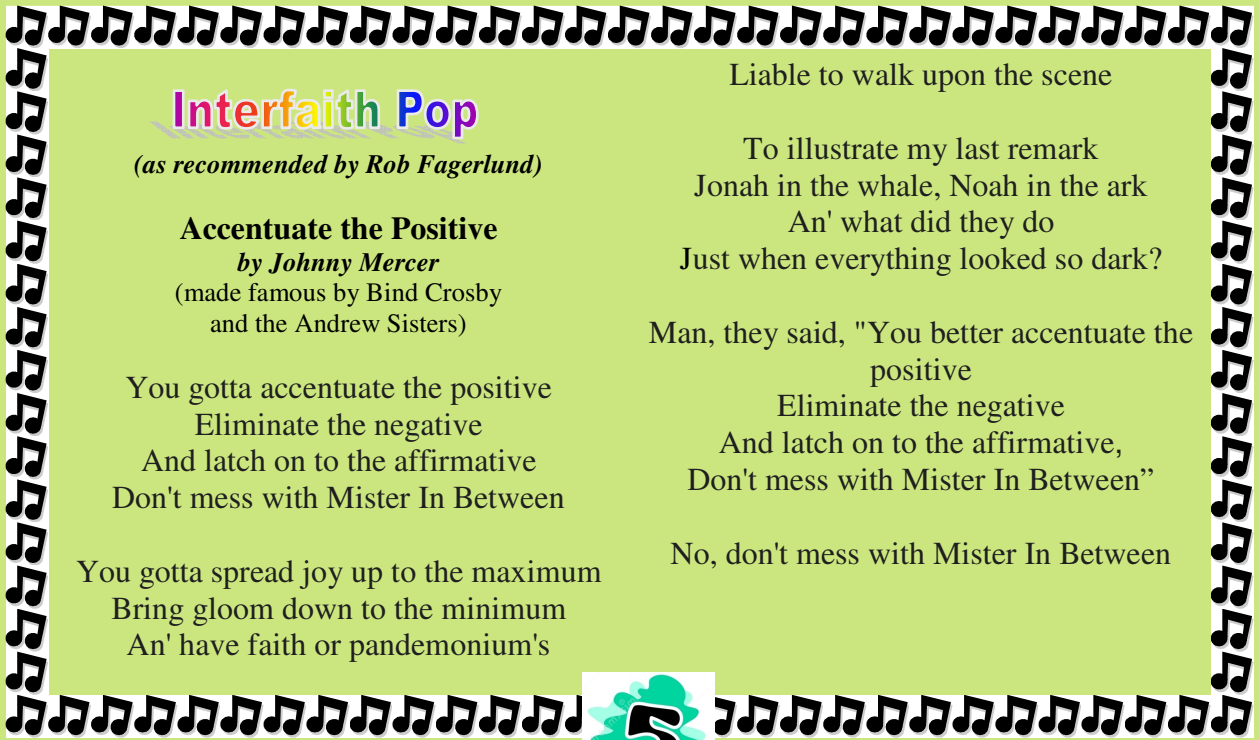 Interfaith Pop
(as recommended by Rob Fagerlund)
Accentuate the Positive
by Johnny Mercer
(made famous by Bind Crosby
and the Andrew Sisters)
You gotta accentuate the positive
Eliminate the negative
And latch on to the affirmative
Don't mess with Mister In Between
You gotta spread joy up to the maximum
Bring gloom down to the minimum
An' have faith or pandemonium's
Liable to walk upon the scene
To illustrate my last remark
Jonah in the whale, Noah in the ark
An' what did they do
Just when everything looked so dark?
Man, they said, "You better accentuate the
positive
Eliminate the negative
And latch on to the affirmative,
Don't mess with Mister In Between”
No, don't mess with Mister In Between
5